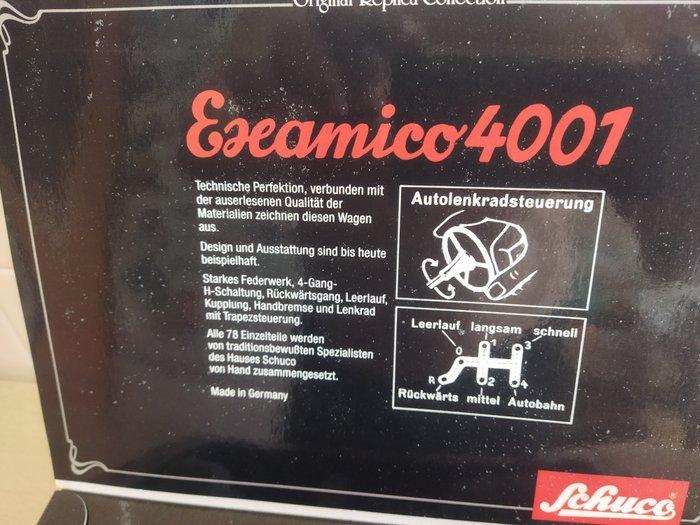 Original Replica Collection
Examico 4001
Technische Perfektion, verbunden mit
der auserlesenen Qualität der
Materialien zeichnen diesen Wagen
aus.
Design und Ausstattung sind bis heute
beispielhaft.
Starkes Federwerk, 4-Gang-
H-Schaltung, Rückwärtsgang, Leerlauf,
Kupplung, Handbremse und Lenkrad
mit Trapezsteuerung.
Alle 78 Einzelteile werden
von traditionsbewußten Spezialisten
des Hauses Schuco
von Hand zusammengesetzt.
Made in Germany
Autolenkradsteuerung
Leerlauf langsam schnell
0 1 3
R 2 4
Rückwärts mittel Autobahn
Schuco®